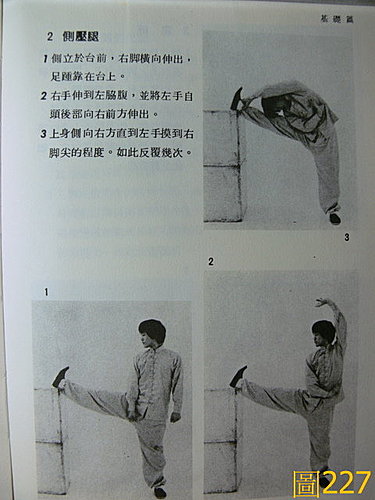 基礎篇
2 側壓腿
1 側立於台前，右脚橫向伸出，
足踵靠在台上。
2 右手伸到左脇腹，並將左手自
頭後部向右前方伸出。
3 上身側向右方直到左手摸到右
脚尖的程度。如此反覆幾次。
3
2
1
圖227